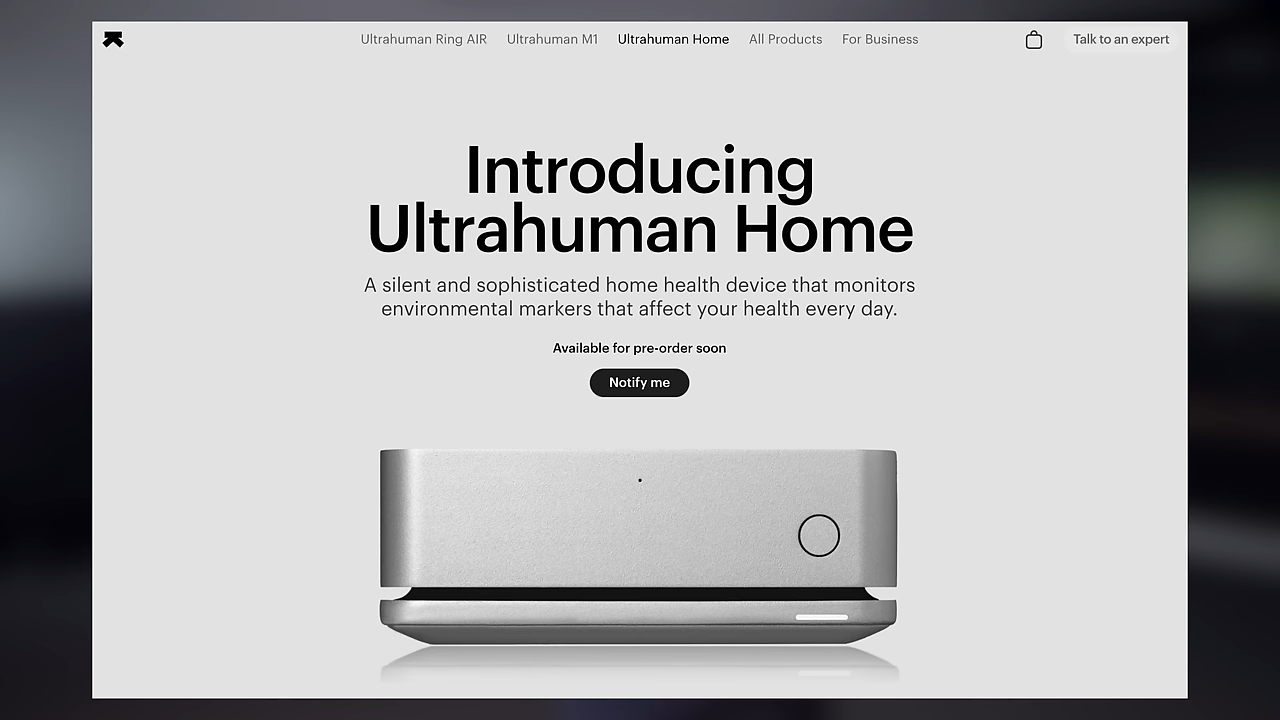 Ultrahuman Ring AIR Ultrahuman M1 Ultrahuman Home All Products For Business Talk to an expert
Introducing
Ultrahuman Home
A silent and sophisticated home health device that monitors
environmental markers that affect your health every day.
Available for pre-order soon
Notify me